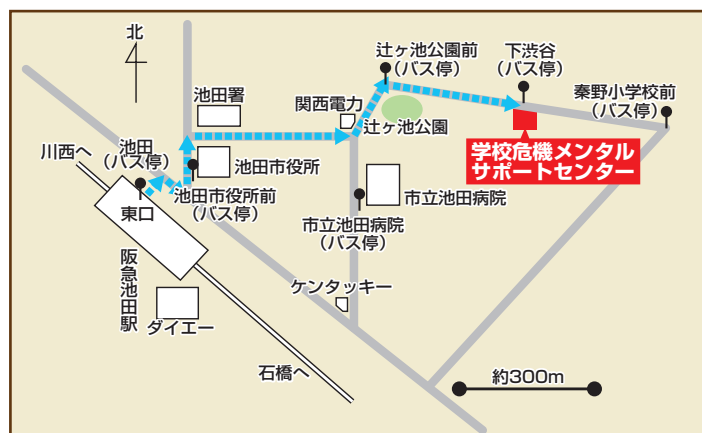 北
辻ヶ池公園前
(バス停)
下渋谷
(バス停)
秦野小学校前
(バス停)
池田署
関西電力
辻ヶ池公園
川西へ
池田
(バス停)
池田市役所
学校危機メンタル
サポートセンター
東口
池田市役所前
(バス停)
市立池田病院
市立池田病院
(バス停)
阪急池田駅
ケンタッキー
ダイエー
石橋へ
約300m